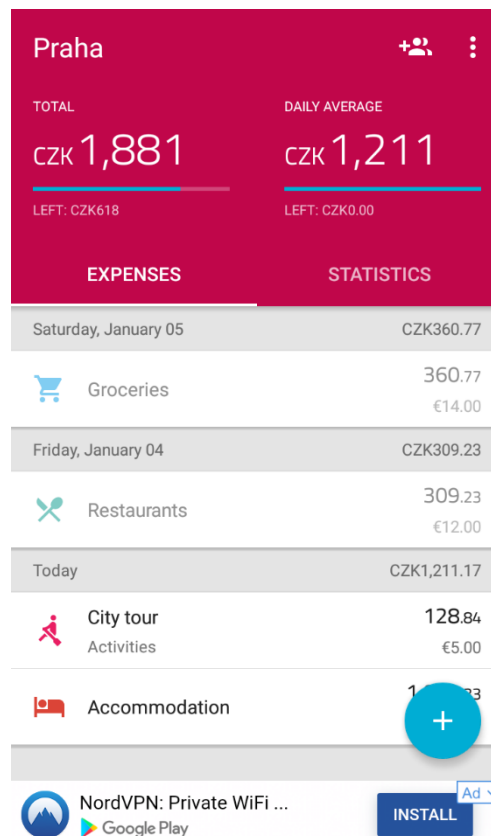 Praha
TOTAL
DAILY AVERAGE
CZK 1,881
CZK 1,211
LEFT: CZK618
LEFT: CZK0.00
EXPENSES
STATISTICS
Saturday, January 05
CZK360.77
Groceries
360.77
€14.00
Friday, January 04
CZK309.23
Restaurants
309.23
€12.00
Today
CZK1,211.17
City tour
128.84
Activities
€5.00
Accommodation
+
NordVPN: Private WiFi ...
Google Play
INSTALL
Ad